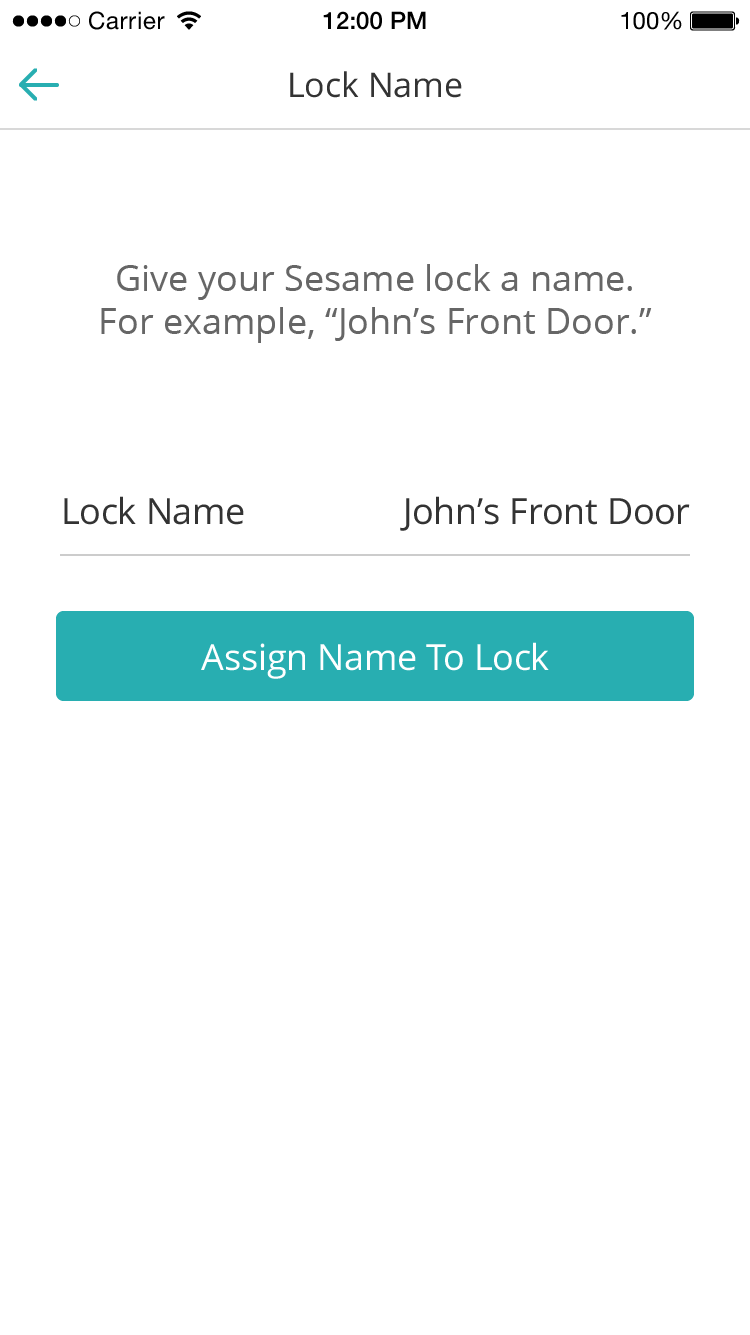 Carrier 12:00 PM 100%
Lock Name
Give your Sesame lock a name.
For example, “John’s Front Door.”
Lock Name John’s Front Door
Assign Name To Lock